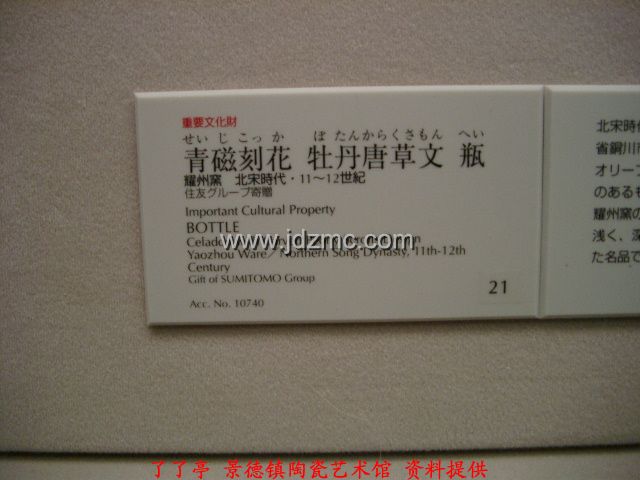 重要文化財
せいじこっか ぼたんからくさもん へい
青磁刻花 牡丹唐草文 瓶
耀州窯 北宋時代・11〜12世紀
住友グループ寄贈
Important Cultural Property
BOTTLE
Celadon
Yaozhou Ware／Northern Song Dynasty, 11th-12th
Century
Gift of SUMITOMO Group
Acc. No. 10740
21
北宋時
省銅川
オリー
のある
耀州窯の
浅く、深
た名品で
www.jdzmc.com
了了亭 景德镇陶瓷艺术馆 资料提供